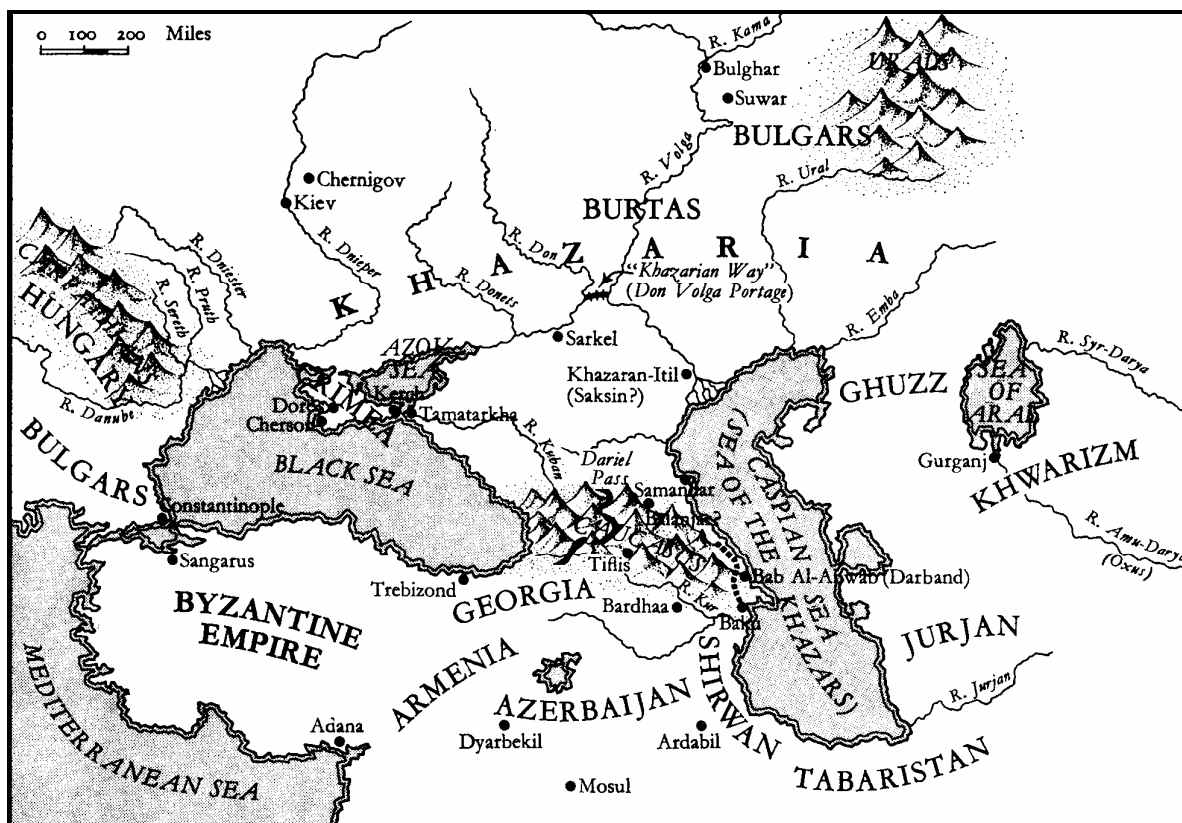 0 100 200 Miles
R. Kama
Bulghar
URALS
Suwar
BULGARS
R. Volga
R. Ural
Chernigov
Kiev
BURTAS
R. Dnieper
R. Don
KHAZARIA
"Khazarian Way"
(Don Volga Portage)
R. Dniester
R. Pruth
R. Sereth
R. Donets
R. Emba
HUNGARY
Sarkel
AZOV
SEA
Khazaran-Itil
(Saksin?)
GHUZZ
SEA
OF
ARAL
R. Syr-Darya
R. Danube
CRIMEA
Doros
Kerch
Tamatarkha
Cherson
R. Kuban
BULGARS
BLACK SEA
Dariel
Pass
Gurganj
KHWARIZM
Samandar
Balanjar
CASPIAN SEA
(SEA OF THE
KHAZARS)
Constantinople
CAUCASUS
R. Amu-Darya
(Oxus)
Sangarus
Tiflis
Bab Al-Abwab (Darband)
Trebizond
GEORGIA
R. Kur
Bardhaa
Baku
BYZANTINE
EMPIRE
JURJAN
ARMENIA
SHIRWAN
MEDITERRANEAN SEA
AZERBAIJAN
R. Jurjan
Adana
Dyarbekil
Ardabil
TABARISTAN
Mosul